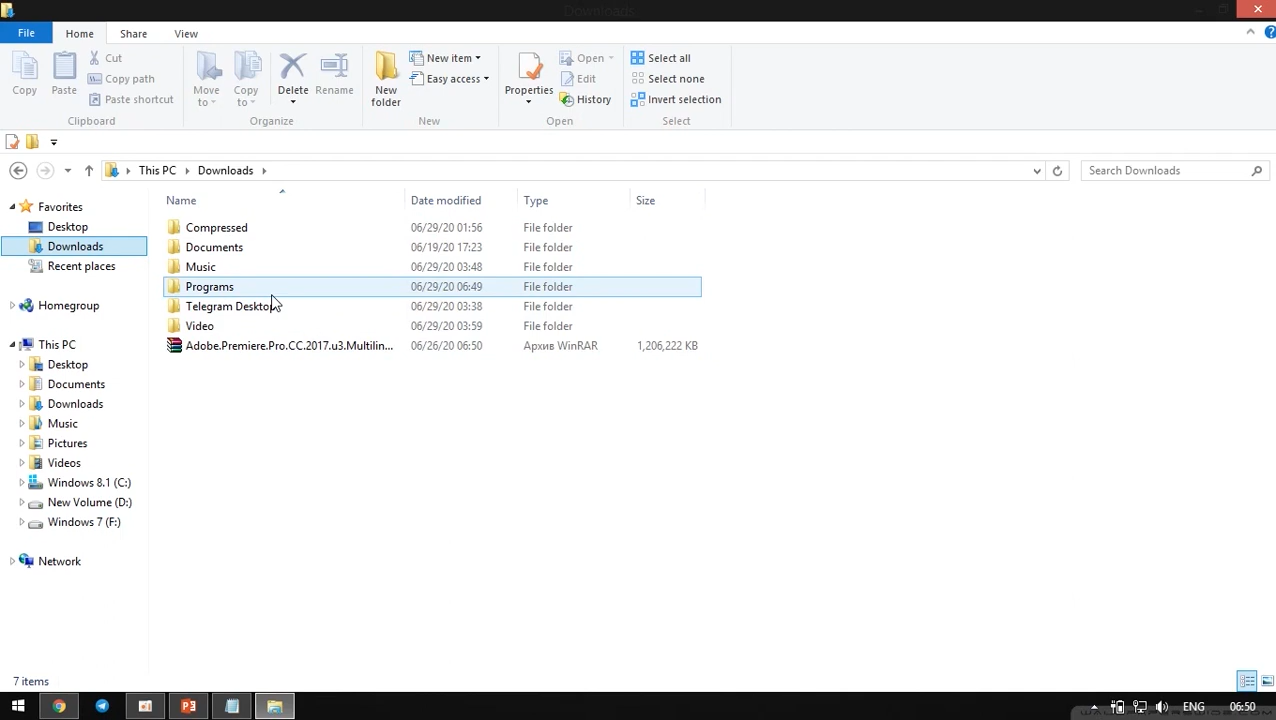 Downloads
File
Home
Share
View
Copy
Paste
Cut
Copy path
Paste shortcut
Clipboard
Move to
Copy to
Delete
Rename
Organize
New folder
New item
Easy access
New
Properties
Open
Edit
History
Open
Select all
Select none
Invert selection
Select
This PC
Downloads
Search Downloads
Favorites
Desktop
Downloads
Recent places
Homegroup
This PC
Desktop
Documents
Downloads
Music
Pictures
Videos
Windows 8.1 (C:)
New Volume (D:)
Windows 7 (F:)
Network
Name Date modified Type Size
Compressed 06/29/20 01:56 File folder
Documents 06/19/20 17:23 File folder
Music 06/29/20 03:48 File folder
Programs 06/29/20 06:49 File folder
Telegram Desktop 06/29/20 03:38 File folder
Video 06/29/20 03:59 File folder
Adobe.Premiere.Pro.CC.2017.u3.Multilin... 06/26/20 06:50 Архив WinRAR 1,206,222 KB
7 items
ENG
06:50